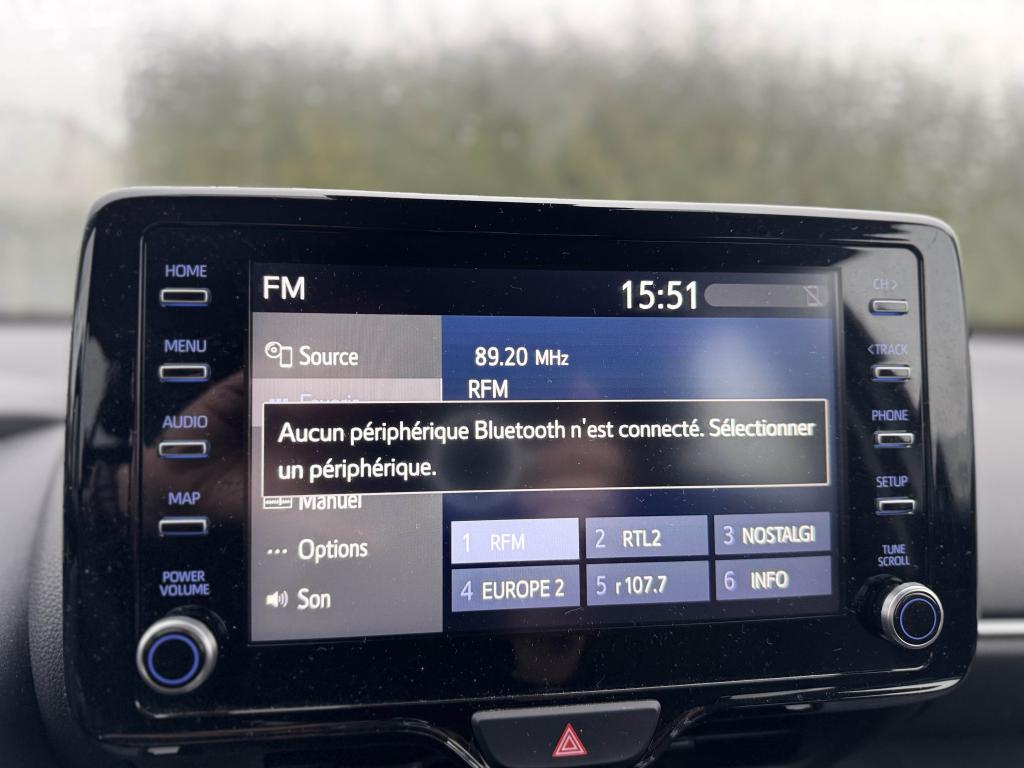 HOME
MENU
AUDIO
MAP
POWER
VOLUME
FM
15:51
Source
89.20 MHz
RFM
Favoris
Aucun périphérique Bluetooth n'est connecté. Sélectionner
un périphérique.
Manuel
... Options
Son
1 RFM
2 RTL2
3 NOSTALGI
4 EUROPE 2
5 r 107.7
6 INFO
CH >
< TRACK
PHONE
SETUP
TUNE
SCROLL